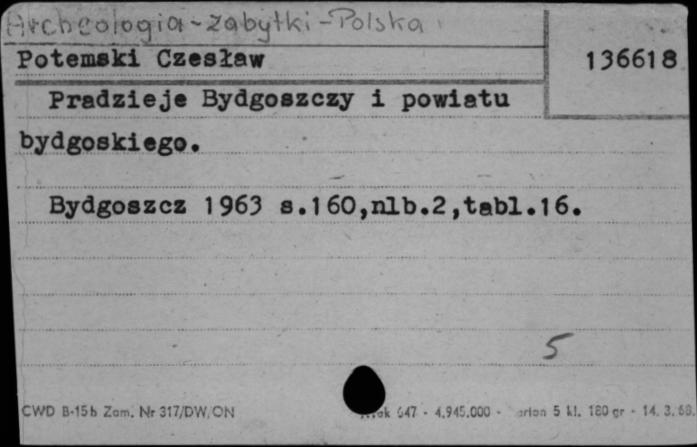 Archeologia - zabytki - Polska
Potemski Czesław
136618
Pradzieje Bydgoszczy i powiatu
bydgoskiego.
Bydgoszcz 1963 s.160,nlb.2,tabl.16.
5
CWD B-15b Zam. Nr 317/DW/ON
647 - 4.945.000 - 5 kl. 180 gr - 14. 3. 68.